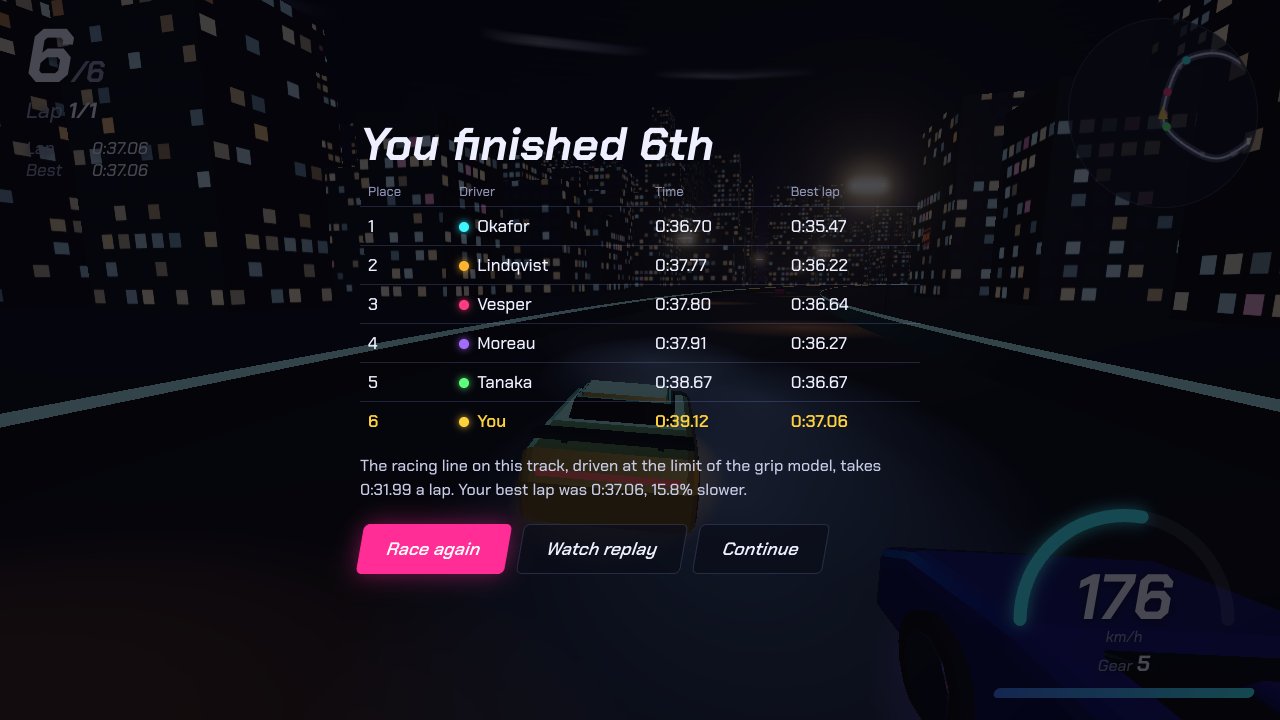 6/6
Lap 1/1
Lap 0:37.06
Best 0:37.06
You finished 6th
Place Driver Time Best lap
1 Okafor 0:36.70 0:35.47
2 Lindqvist 0:37.77 0:36.22
3 Vesper 0:37.80 0:36.64
4 Moreau 0:37.91 0:36.27
5 Tanaka 0:38.67 0:36.67
6 You 0:39.12 0:37.06
The racing line on this track, driven at the limit of the grip model, takes
0:31.99 a lap. Your best lap was 0:37.06, 15.8% slower.
Race again Watch replay Continue
176
km/h
Gear 5